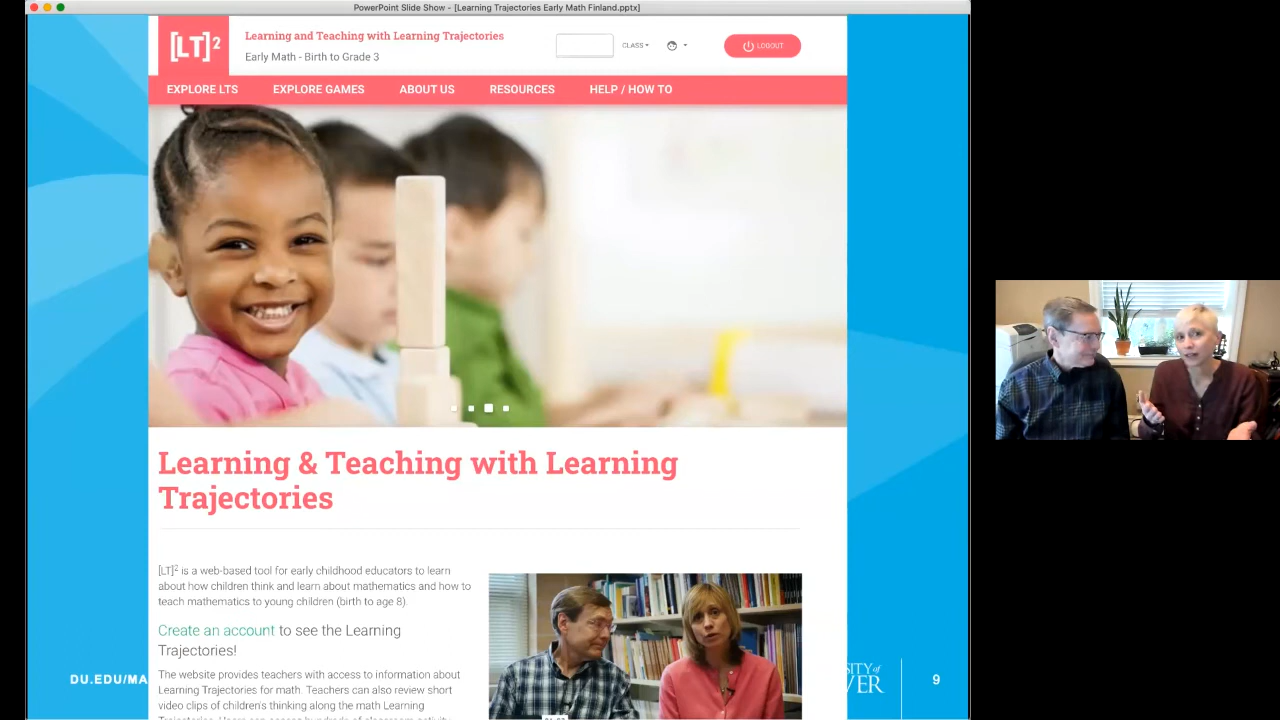 PowerPoint Slide Show - [Learning Trajectories Early Math Finland.pptx]
[LT]²
Learning and Teaching with Learning Trajectories
Early Math - Birth to Grade 3
CLASS
LOGOUT
EXPLORE LTS
EXPLORE GAMES
ABOUT US
RESOURCES
HELP / HOW TO
Learning & Teaching with Learning
Trajectories
[LT]² is a web-based tool for early childhood educators to learn
about how children think and learn about mathematics and how to
teach mathematics to young children (birth to age 8).
Create an account to see the Learning
Trajectories!
The website provides teachers with access to information about
Learning Trajectories for math. Teachers can also review short
video clips of children's thinking along the math Learning
DU.EDU/MA
SITY of
VER
9